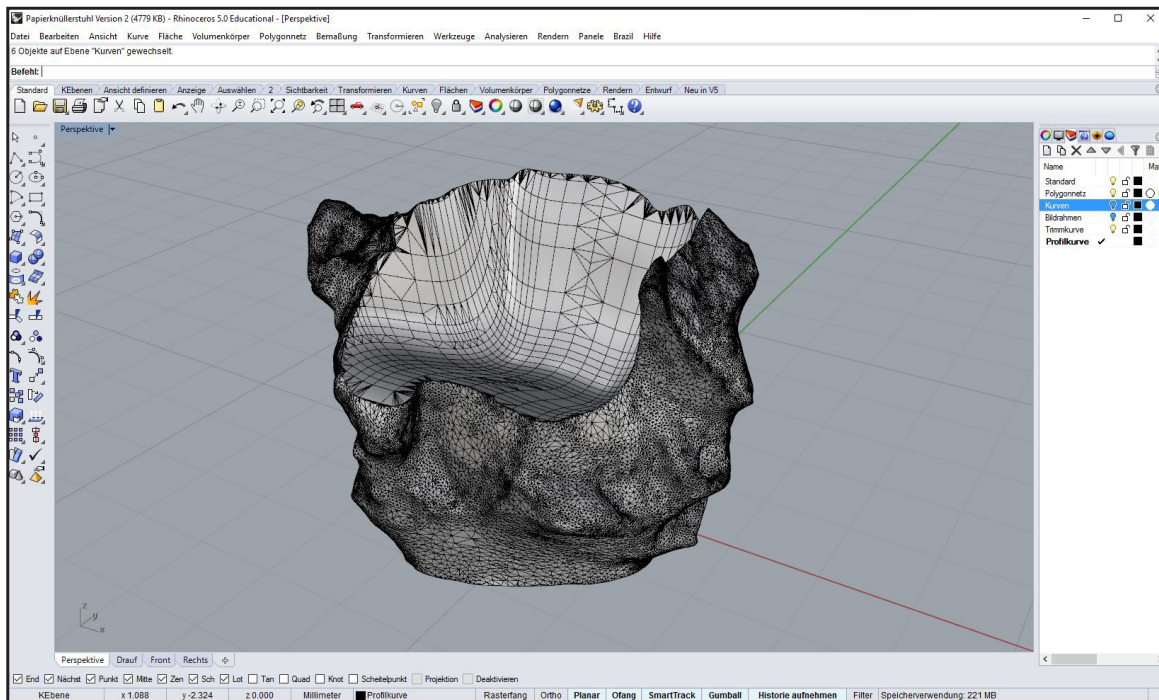 Papierknüllerstuhl Version 2 (4779 KB) - Rhinoceros 5.0 Educational - [Perspektive]
Datei Bearbeiten Ansicht Kurve Fläche Volumenkörper Polygonnetz Bemaßung Transformieren Werkzeuge Analysieren Rendern Panele Brazil Hilfe
6 Objekte auf Ebene "Kurven" gewechselt.
Befehl:
Standard KEbenen Ansicht definieren Anzeige Auswählen 2 Sichtbarkeit Transformieren Kurven Flächen Volumenkörper Polygonnetze Rendern Entwurf Neu in V5
Perspektive
Name Ma
Standard
Polygonnetz
Kurven
Bildrahmen
Trimmkurve
Profilkurve
z
y
x
Perspektive Drauf Front Rechts
End Nächst Punkt Mitte Zen Sch Lot Tan Quad Knot Scheitelpunkt Projektion Deaktivieren
KEbene x 1.088 y -2.324 z 0.000 Millimeter Profilkurve Rasterfang Ortho Planar Ofang SmartTrack Gumball Historie aufnehmen Filter Speicherverwendung: 221 MB